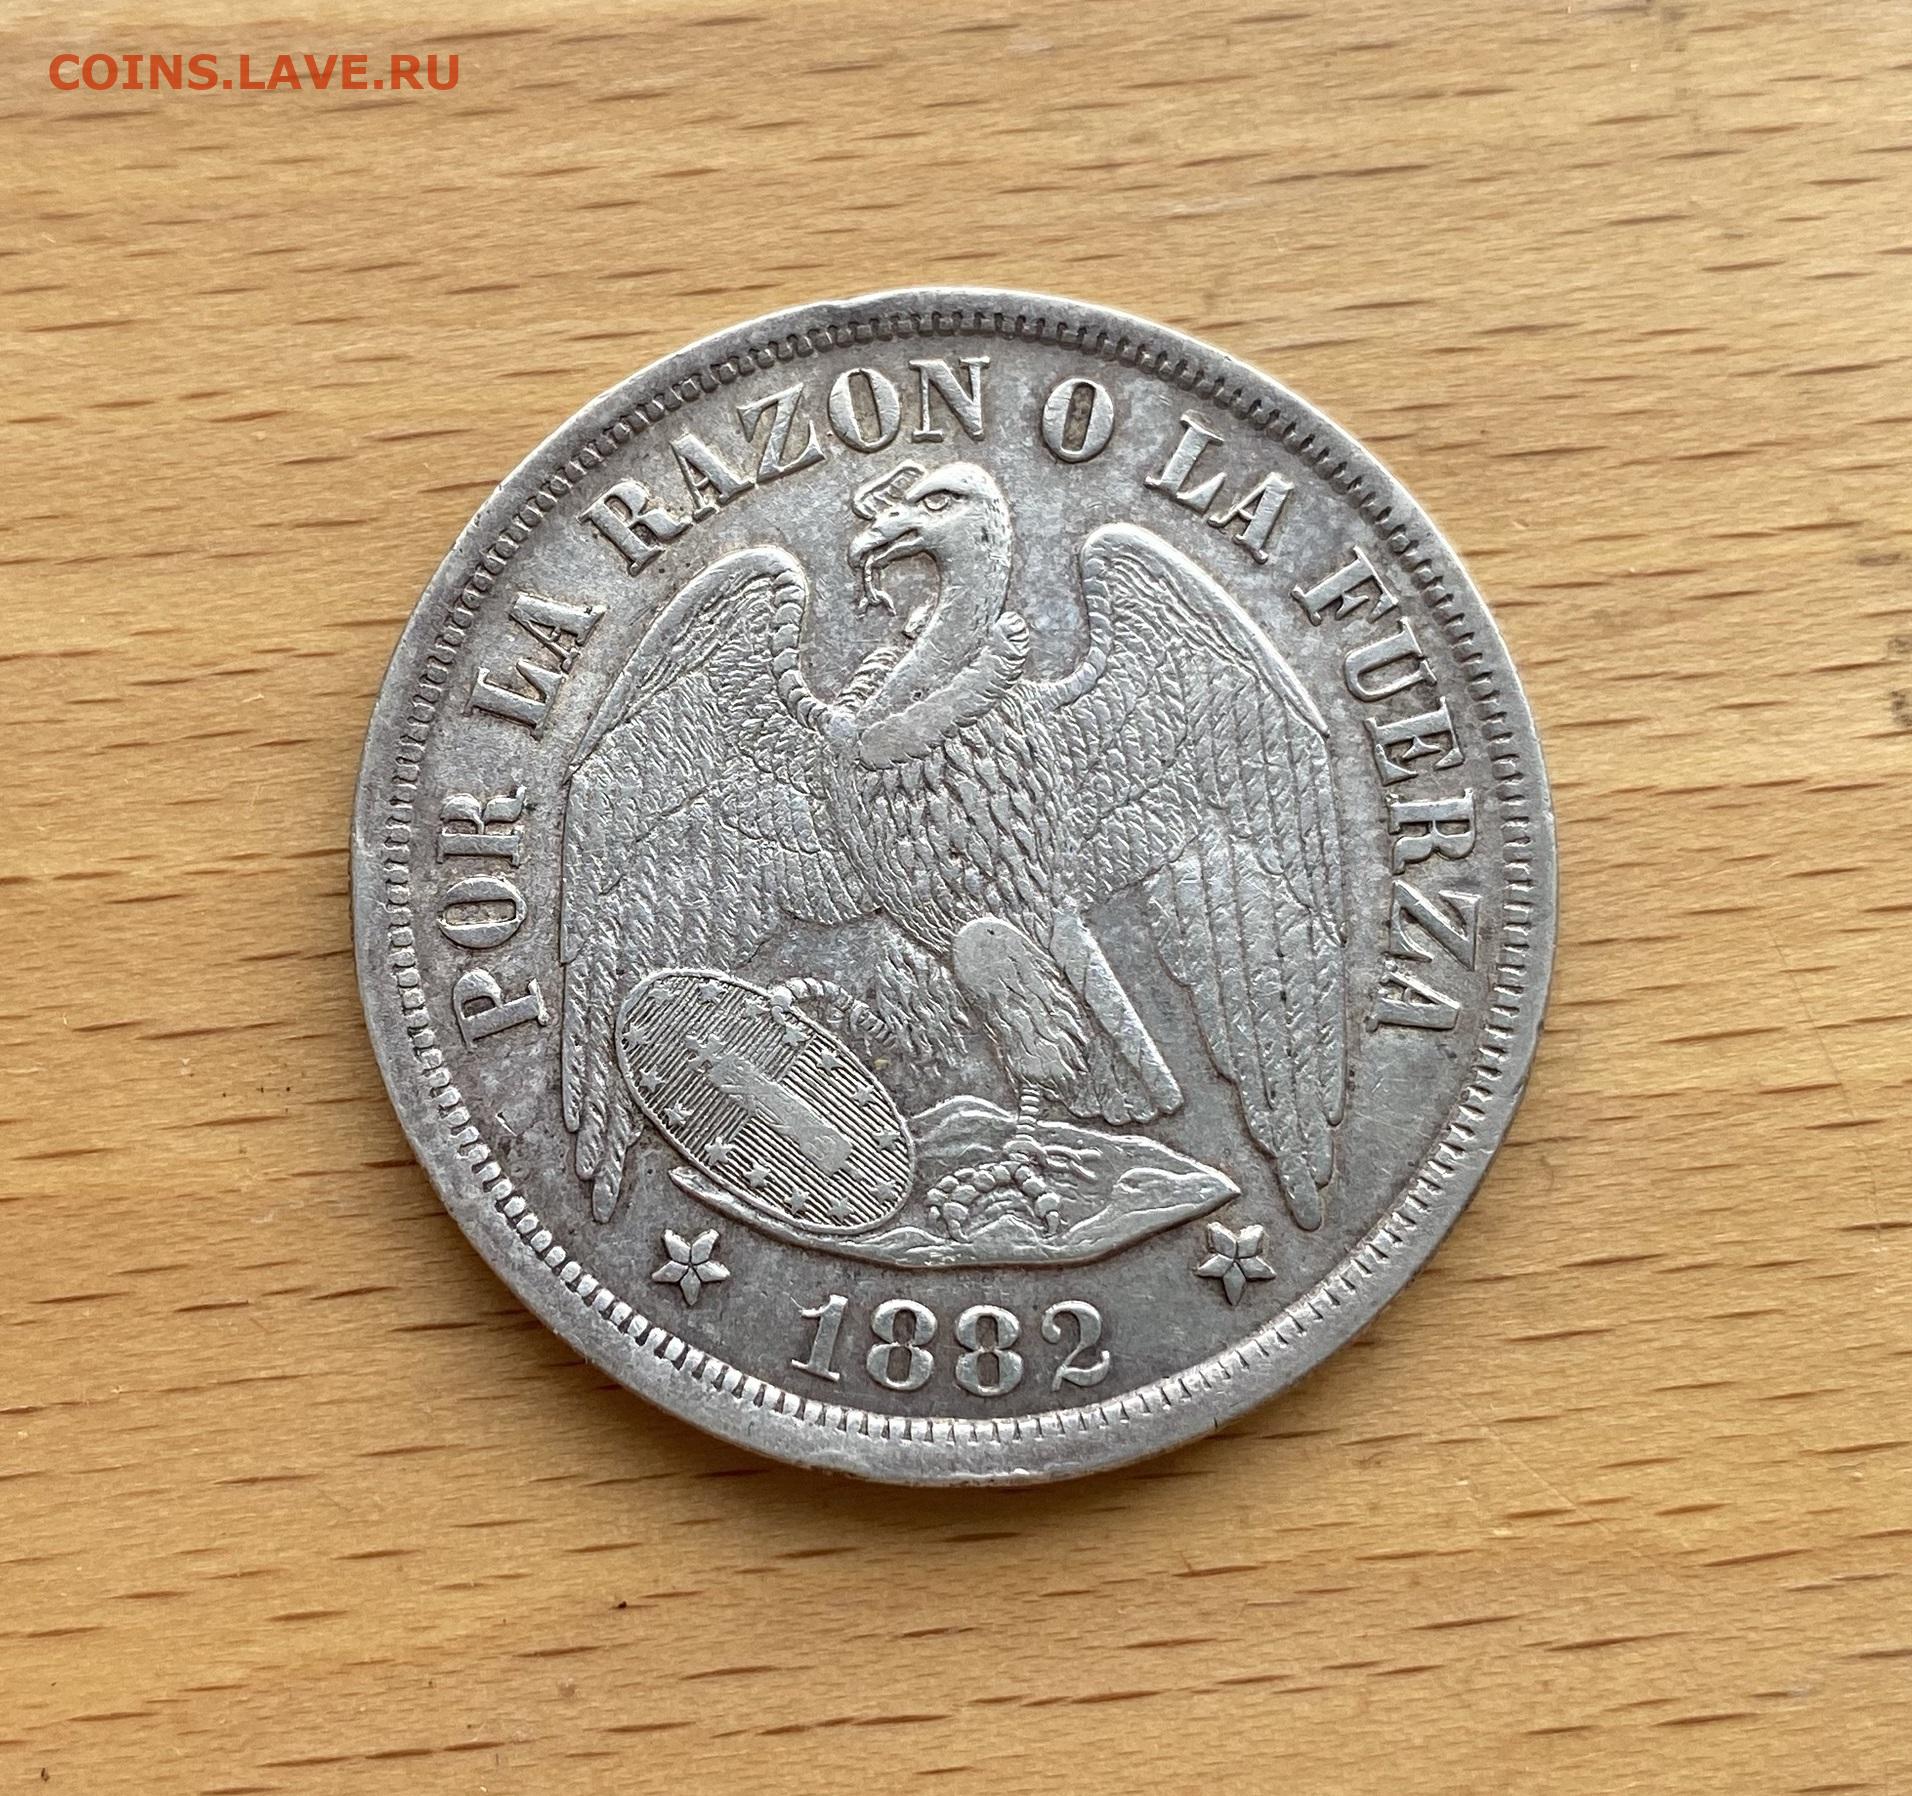 COINS.LAVE.RU
POR LA RAZON O LA FUERZA
1882